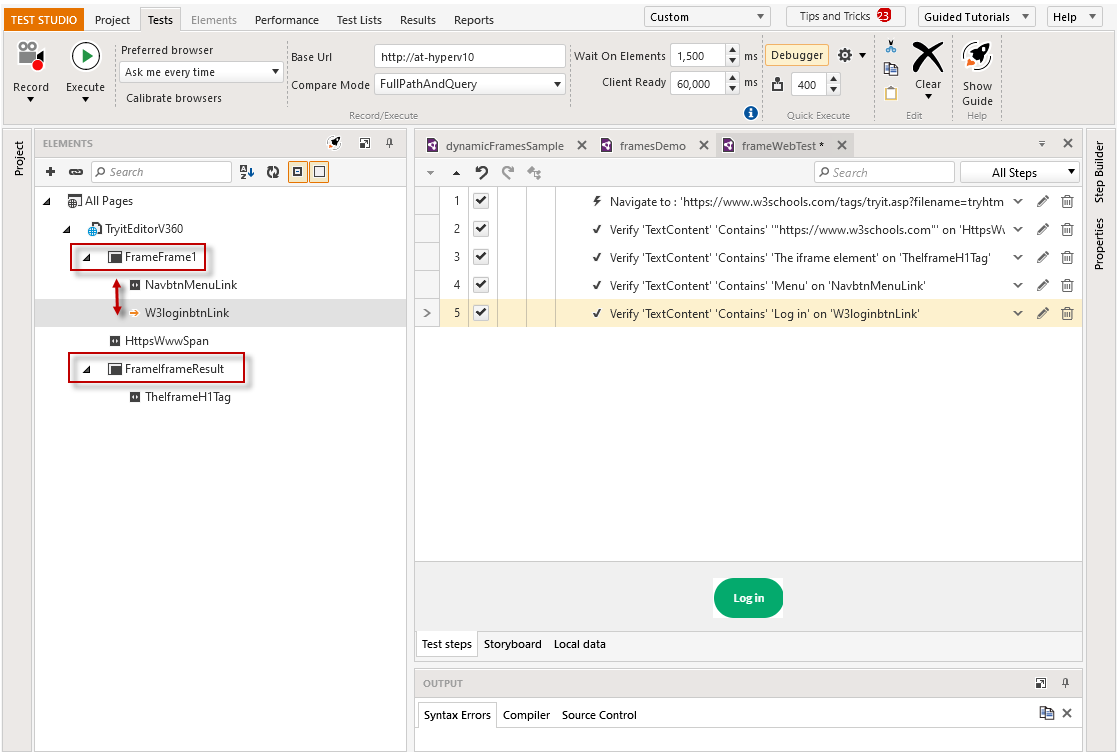 TEST STUDIO Project Tests Elements Performance Test Lists Results Reports Custom Tips and Tricks 23 Guided Tutorials Help
Record Execute
Preferred browser
Ask me every time
Calibrate browsers
Base Url http://at-hyperv10
Compare Mode FullPathAndQuery
Wait On Elements 1,500 ms
Client Ready 60,000 ms
Record/Execute
Debugger
400
Quick Execute
Clear
Edit
Show
Guide
Help
Project
ELEMENTS
Search
All Pages
TryitEditorV360
FrameFrame1
NavbtnMenuLink
W3loginbtnLink
HttpsWwwSpan
FrameIframeResult
TheIframeH1Tag
dynamicFramesSample framesDemo frameWebTest *
Search All Steps
1 Navigate to : 'https://www.w3schools.com/tags/tryit.asp?filename=tryhtm
2 Verify 'TextContent' 'Contains' '"https://www.w3schools.com"' on 'HttpsWw
3 Verify 'TextContent' 'Contains' 'The iframe element' on 'TheIframeH1Tag'
4 Verify 'TextContent' 'Contains' 'Menu' on 'NavbtnMenuLink'
5 Verify 'TextContent' 'Contains' 'Log in' on 'W3loginbtnLink'
Log in
Test steps Storyboard Local data
OUTPUT
Syntax Errors Compiler Source Control
Step Builder
Properties